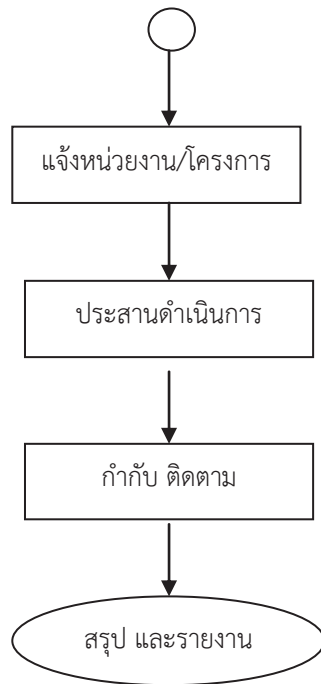 แจ้งหน่วยงาน/โครงการ
ประสานดำเนินการ
กำกับ ติดตาม
สรุป และรายงาน